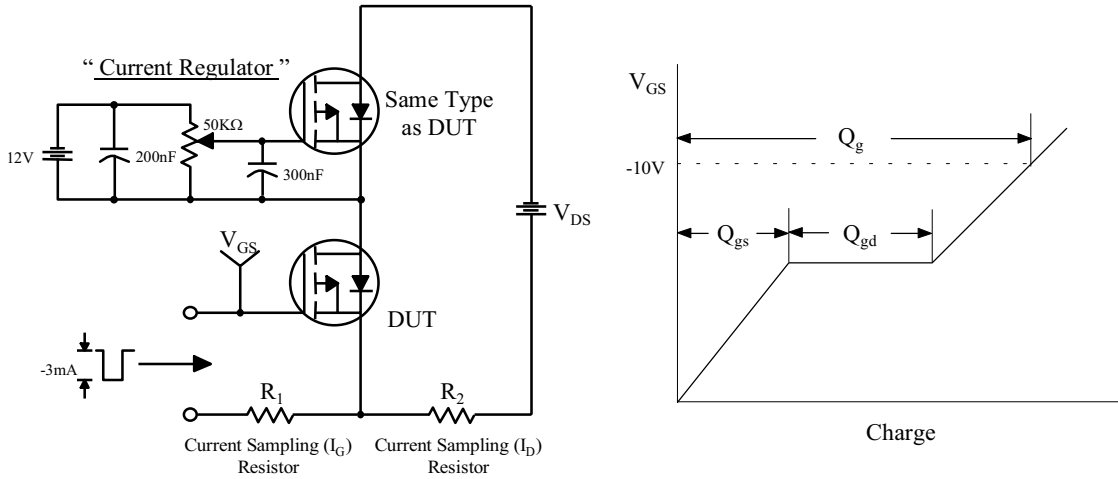 “ Current Regulator ”
Same Type
as DUT
50KΩ
12V
200nF
300nF
V_DS
V_GS
DUT
-3mA
R_1
R_2
Current Sampling (I_G)
Resistor
Current Sampling (I_D)
Resistor
V_GS
Q_g
-10V
Q_gs
Q_gd
Charge